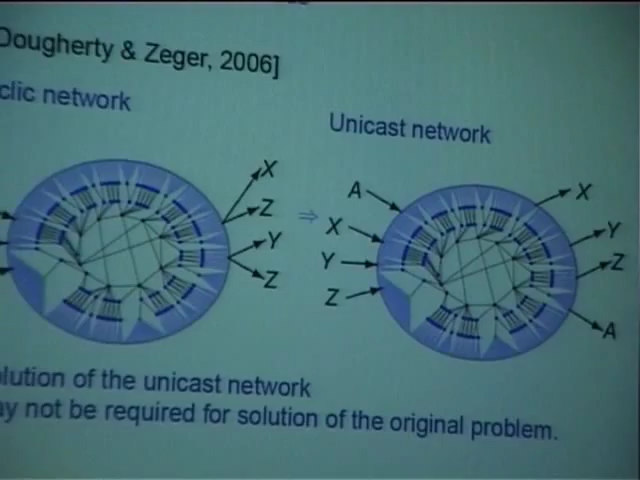 Dougherty & Zeger, 2006]
clic network
Unicast network
X
Z
Y
Z
⇒
A
X
Y
Z
X
Y
Z
A
lution of the unicast network
ay not be required for solution of the original problem.